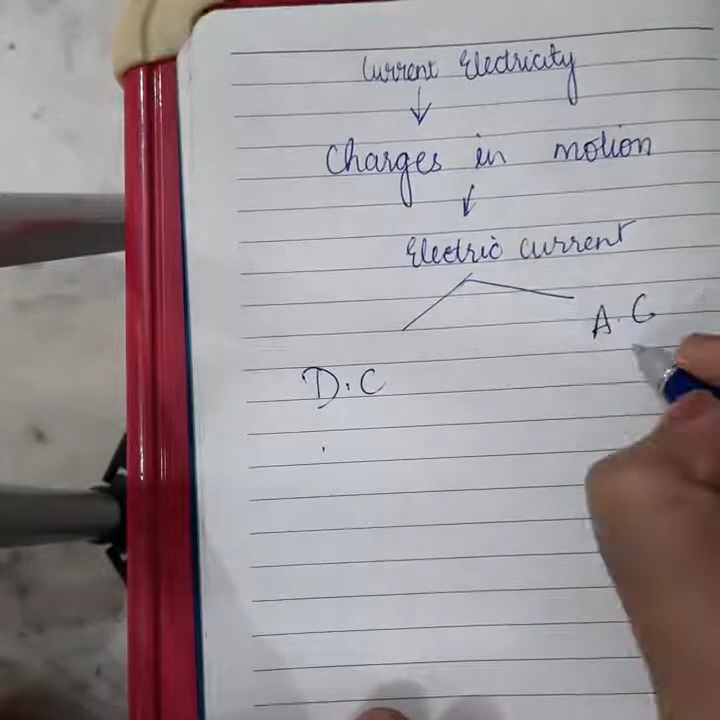 Current Electricity
Charges in motion
Electric current
A.C
D.C